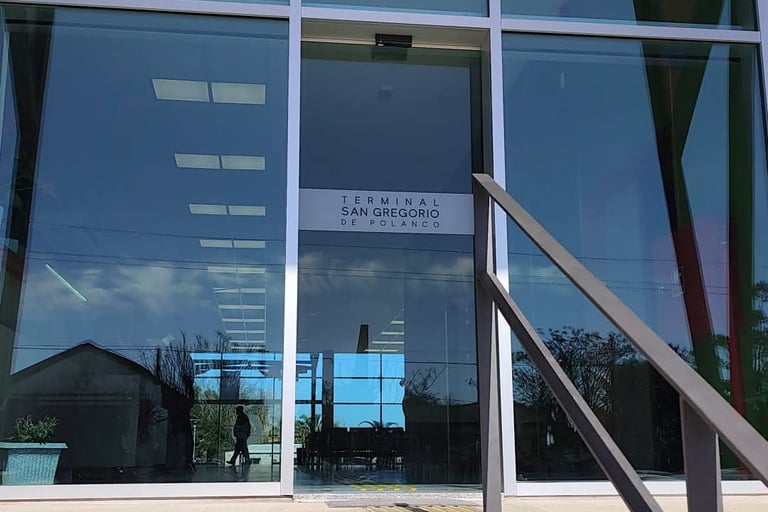 TERMINAL
SAN GREGORIO
DE POLANCO